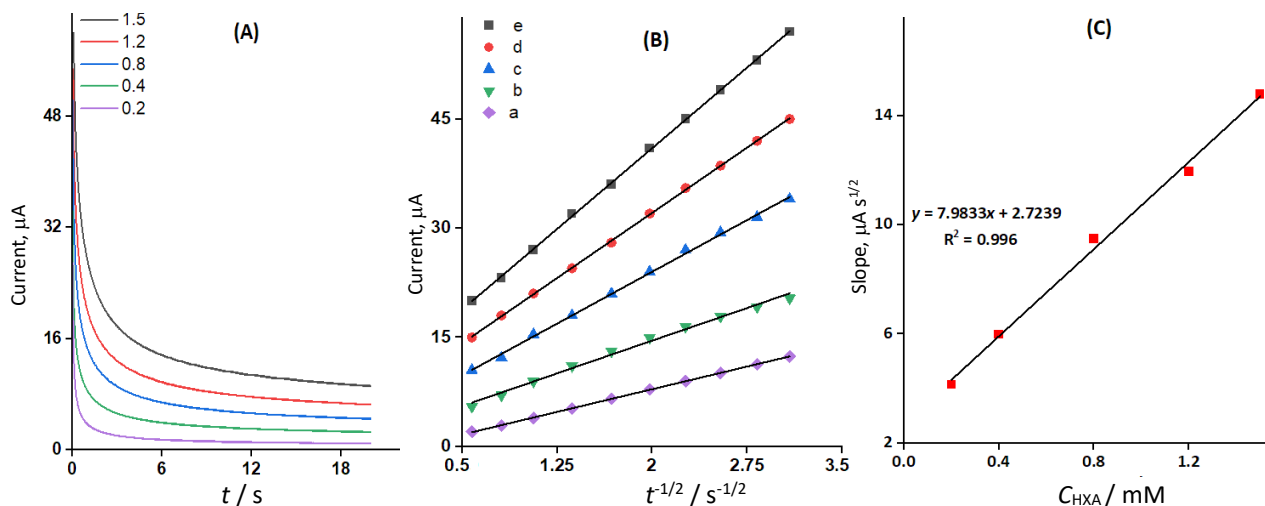 (A)
1.5
1.2
0.8
0.4
0.2
Current, µA
48
32
16
0
0 6 12 18
t / s
(B)
e
d
c
b
a
Current, µA
45
30
15
0
0.5 1.25 2 2.75 3.5
t⁻¹/² / s⁻¹/²
(C)
Slope, µA s¹/²
14
10
6
2
y = 7.9833x + 2.7239
R² = 0.996
0.0 0.4 0.8 1.2
C_HXA / mM